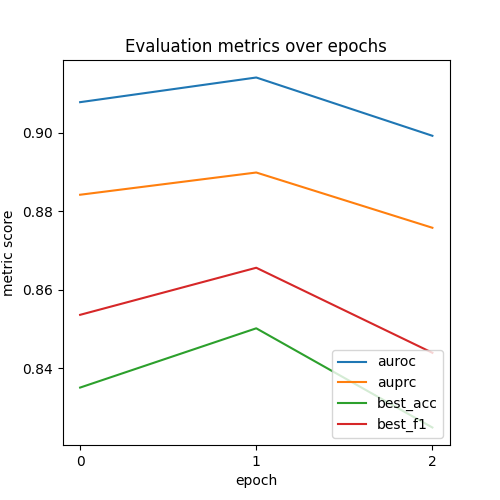 Evaluation metrics over epochs
metric score
0.90
0.88
0.86
0.84
auroc
auprc
best_acc
best_f1
0 1 2
epoch